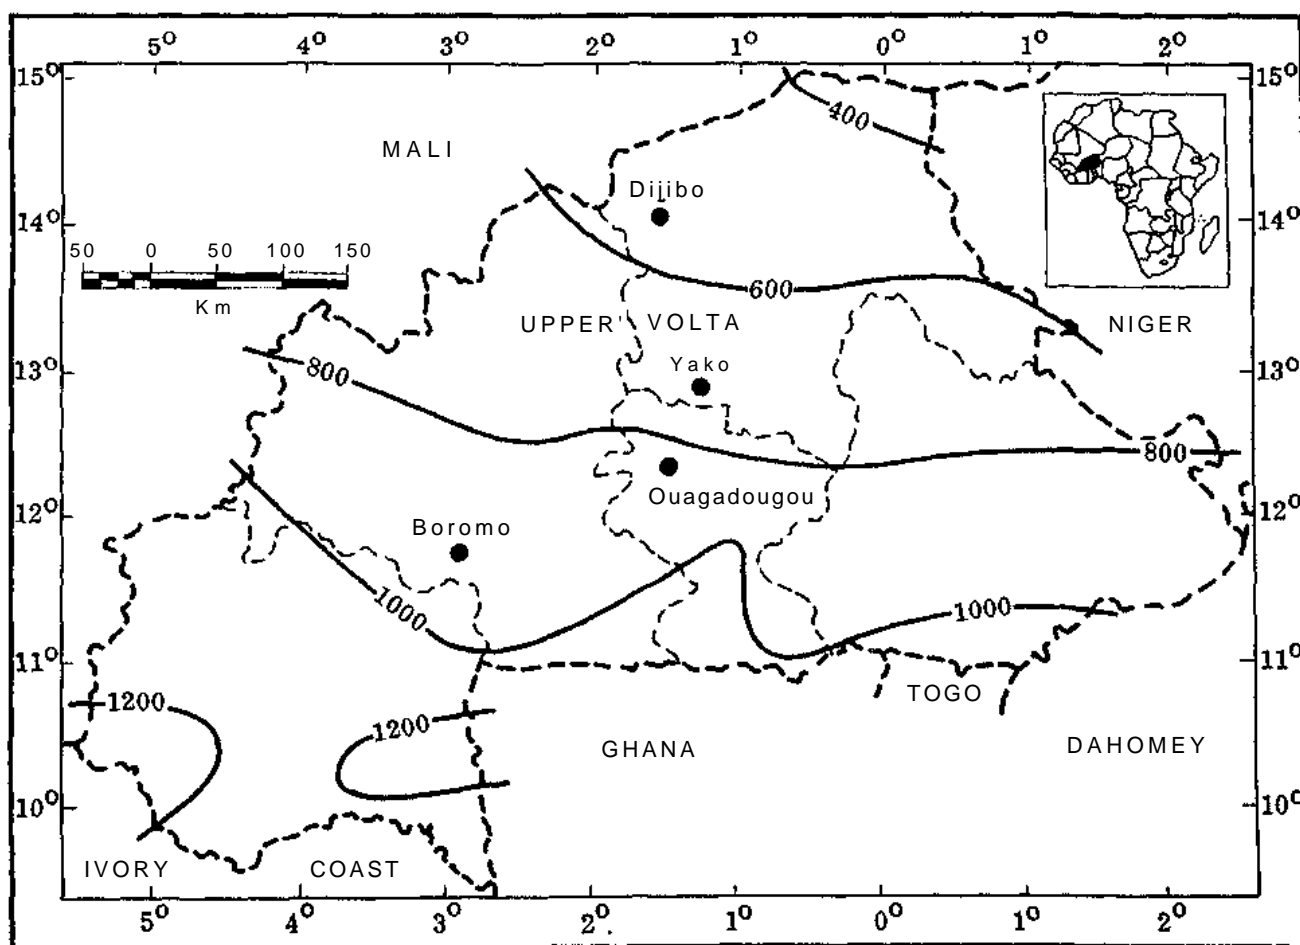 5° 4° 3° 2° 1° 0° 1° 2°
15° 15°
400
MALI
Dijibo
14° 14°
50 0 50 100 150
Km
600
UPPER' VOLTA NIGER
Yako
13° 13°
800
800
Ouagadougou
12° 12°
Boromo
1000
1000
11° 11°
TOGO
1200
1200
GHANA DAHOMEY
10° 10°
IVORY COAST
5° 4° 3° 2° 1° 0° 1° 2°